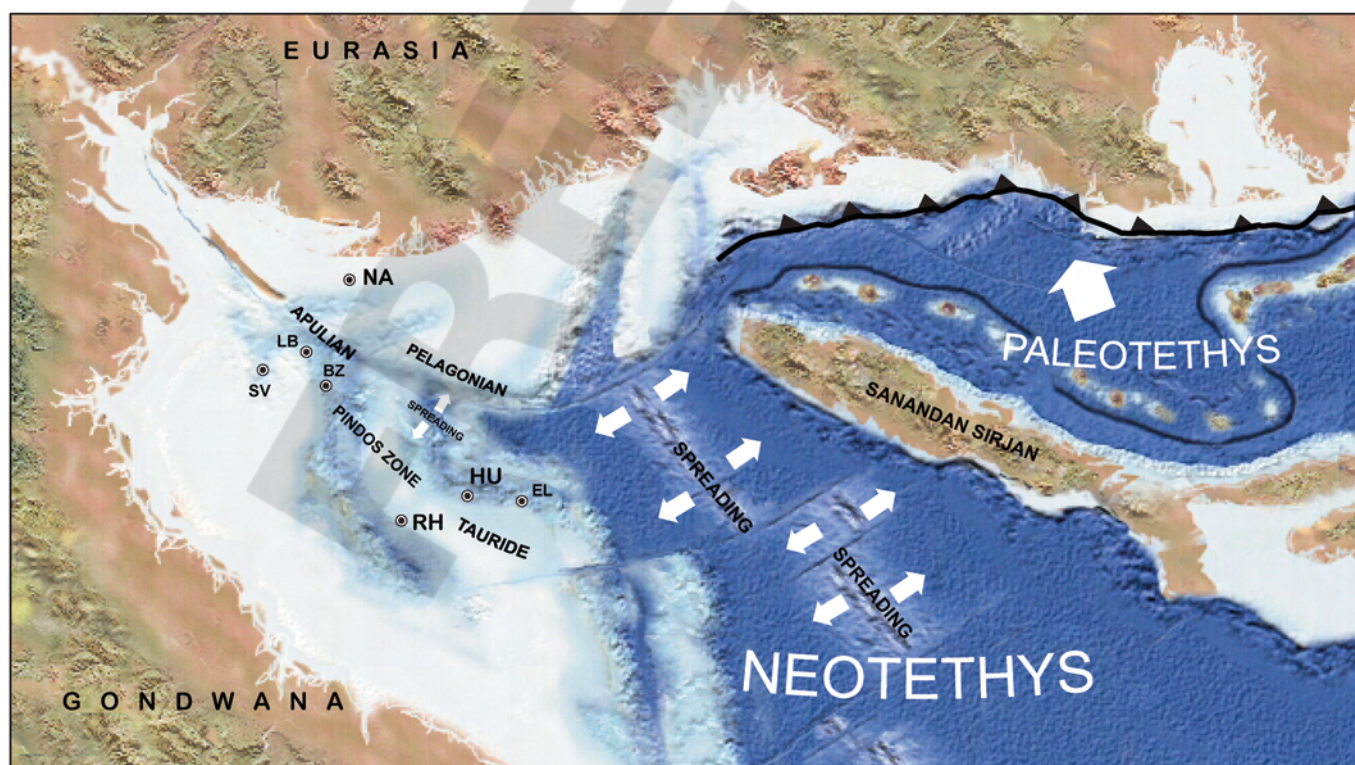 EURASIA
NA
APULIAN
LB
PELAGONIAN
BZ
SV
SPREADING
PINDOS ZONE
HU
EL
RH
TAURIDE
PALEOTETHYS
SANANDAN SIRJAN
SPREADING
SPREADING
NEOTETHYS
GONDWANA